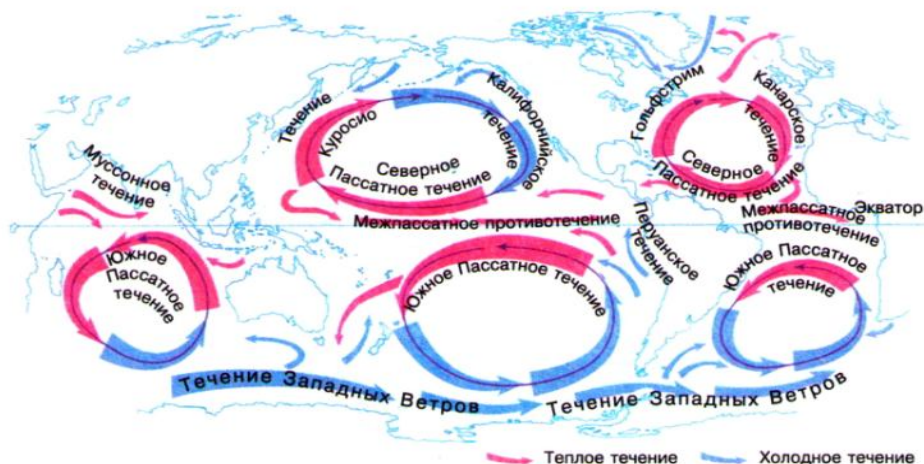 Муссонное
течение
Течение
Куросио
Калифорнийское
течение
Северное
Пассатное течение
Межпассатное противотечение
Гольфстрим
Канарское
течение
Северное
Пассатное течение
Экватор
Межпассатное
противотечение
Перуанское
течение
Южное
Пассатное
течение
Южное Пассатное течение
Южное Пассатное
течение
Течение Западных Ветров
Течение Западных Ветров
Теплое течение
Холодное течение